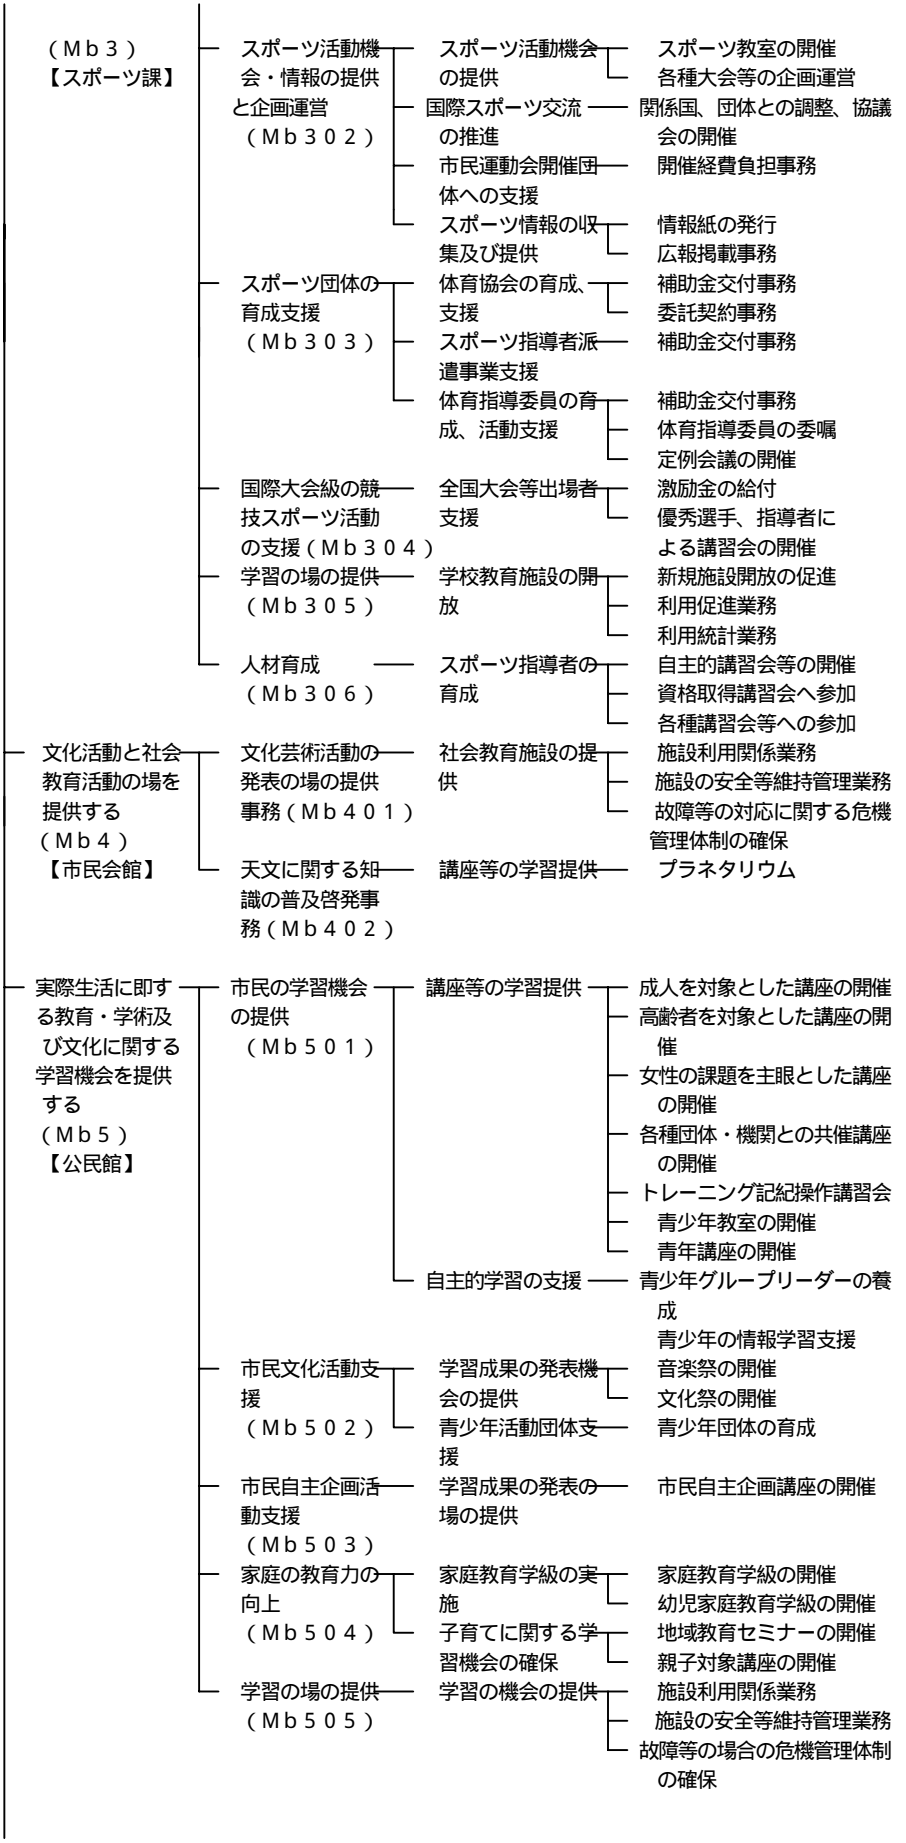 (Ｍｂ３) スポーツ活動機 スポーツ活動機会 スポーツ教室の開催
【スポーツ課】 会・情報の提供 の提供 各種大会等の企画運営
と企画運営 国際スポーツ交流 関係国、団体との調整、協議
(Ｍｂ３０２) の推進 会の開催
市民運動会開催団 開催経費負担事務
体への支援
スポーツ情報の収 情報紙の発行
集及び提供 広報掲載事務
スポーツ団体の 体育協会の育成、 補助金交付事務
育成支援 支援 委託契約事務
(Ｍｂ３０３) スポーツ指導者派 補助金交付事務
遣事業支援
体育指導委員の育 補助金交付事務
成、活動支援 体育指導委員の委嘱
定例会議の開催
国際大会級の競 全国大会等出場者 激励金の給付
技スポーツ活動 支援 優秀選手、指導者に
の支援(Ｍｂ３０４) よる講習会の開催
学習の場の提供 学校教育施設の開 新規施設開放の促進
(Ｍｂ３０５) 放 利用促進業務
利用統計業務
人材育成 スポーツ指導者の 自主的講習会等の開催
(Ｍｂ３０６) 育成 資格取得講習会へ参加
各種講習会等への参加
文化活動と社会 文化芸術活動の 社会教育施設の提 施設利用関係業務
教育活動の場を 発表の場の提供 供 施設の安全等維持管理業務
提供する 事務(Ｍｂ４０１) 故障等の対応に関する危機
(Ｍｂ４) 管理体制の確保
【市民会館】 天文に関する知 講座等の学習提供 プラネタリウム
識の普及啓発事
務(Ｍｂ４０２)
実際生活に即す 市民の学習機会 講座等の学習提供 成人を対象とした講座の開催
る教育・学術及 の提供 高齢者を対象とした講座の開
び文化に関する (Ｍｂ５０１) 催
学習機会を提供 女性の課題を主眼とした講座
する の開催
(Ｍｂ５) 各種団体・機関との共催講座
【公民館】 の開催
トレーニング記紀操作講習会
青少年教室の開催
青年講座の開催
自主的学習の支援 青少年グループリーダーの養
成
青少年の情報学習支援
市民文化活動支 学習成果の発表機 音楽祭の開催
援 会の提供 文化祭の開催
(Ｍｂ５０２) 青少年活動団体支 青少年団体の育成
援
市民自主企画活 学習成果の発表の 市民自主企画講座の開催
動支援 場の提供
(Ｍｂ５０３)
家庭の教育力の 家庭教育学級の実 家庭教育学級の開催
向上 施 幼児家庭教育学級の開催
(Ｍｂ５０４) 子育てに関する学 地域教育セミナーの開催
習機会の確保 親子対象講座の開催
学習の場の提供 学習の機会の提供 施設利用関係業務
(Ｍｂ５０５) 施設の安全等維持管理業務
故障等の場合の危機管理体制
の確保